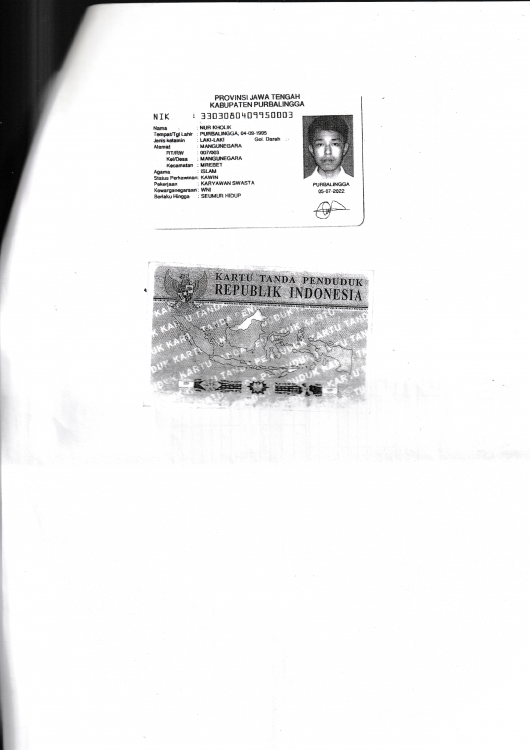 PROVINSI JAWA TENGAH
KABUPATEN PURBALINGGA
NIK : 3303080409950003
Nama : NUR KHOLIK
Tempat/Tgl Lahir : PURBALINGGA, 04-09-1995
Jenis kelamin : LAKI-LAKI Gol. Darah : -
Alamat : MANGUNEGARA
RT/RW : 007/003
Kel/Desa : MANGUNEGARA
Kecamatan : MREBET
Agama : ISLAM
Status Perkawinan: KAWIN
Pekerjaan : KARYAWAN SWASTA
Kewarganegaraan: WNI
Berlaku Hingga : SEUMUR HIDUP
PURBALINGGA
05-07-2022
KARTU TANDA PENDUDUK
REPUBLIK INDONESIA